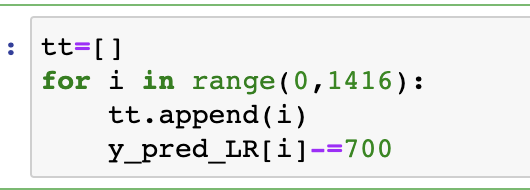 :
tt=[]
for i in range(0,1416):
    tt.append(i)
    y_pred_LR[i]-=700